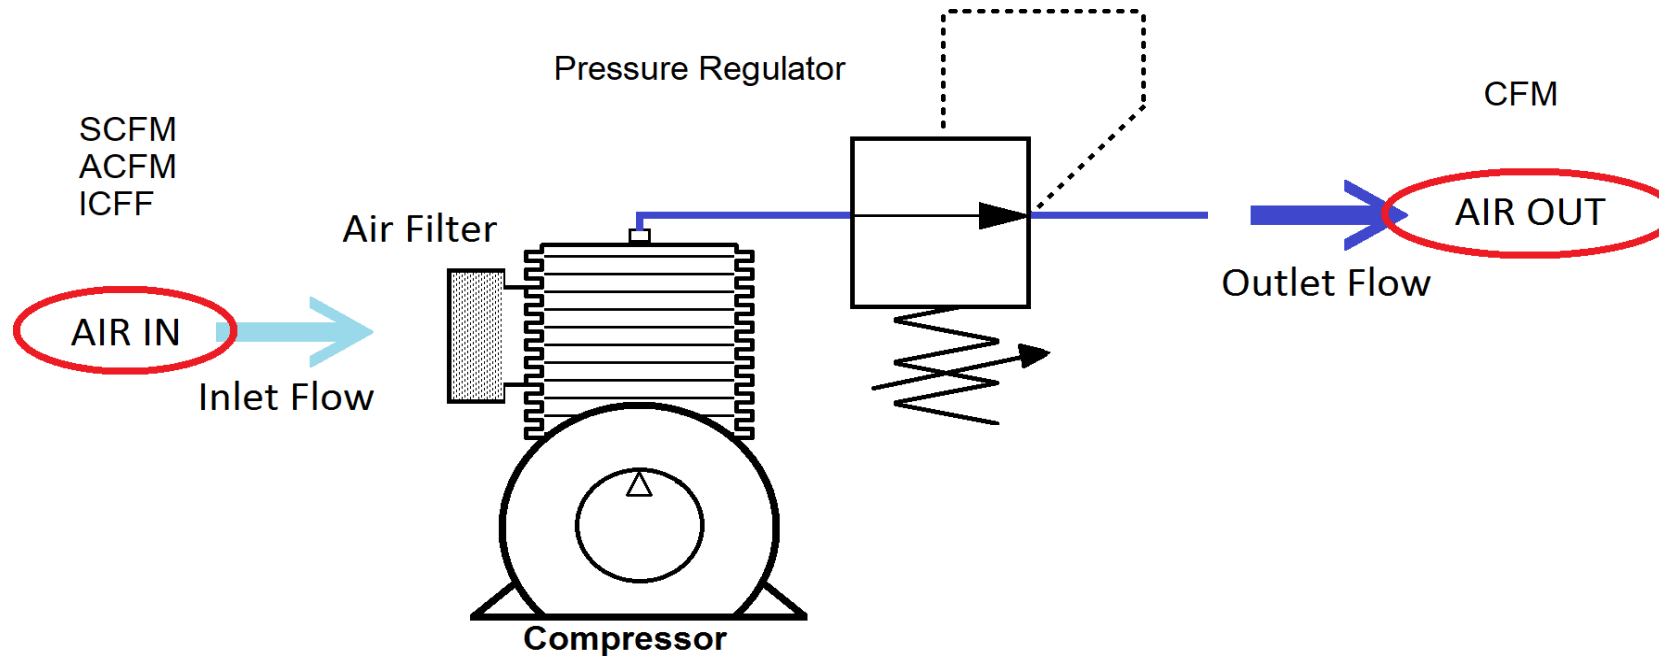 Pressure Regulator
CFM
SCFM
ACFM
ICFF
Air Filter
AIR OUT
Outlet Flow
AIR IN
Inlet Flow
Compressor